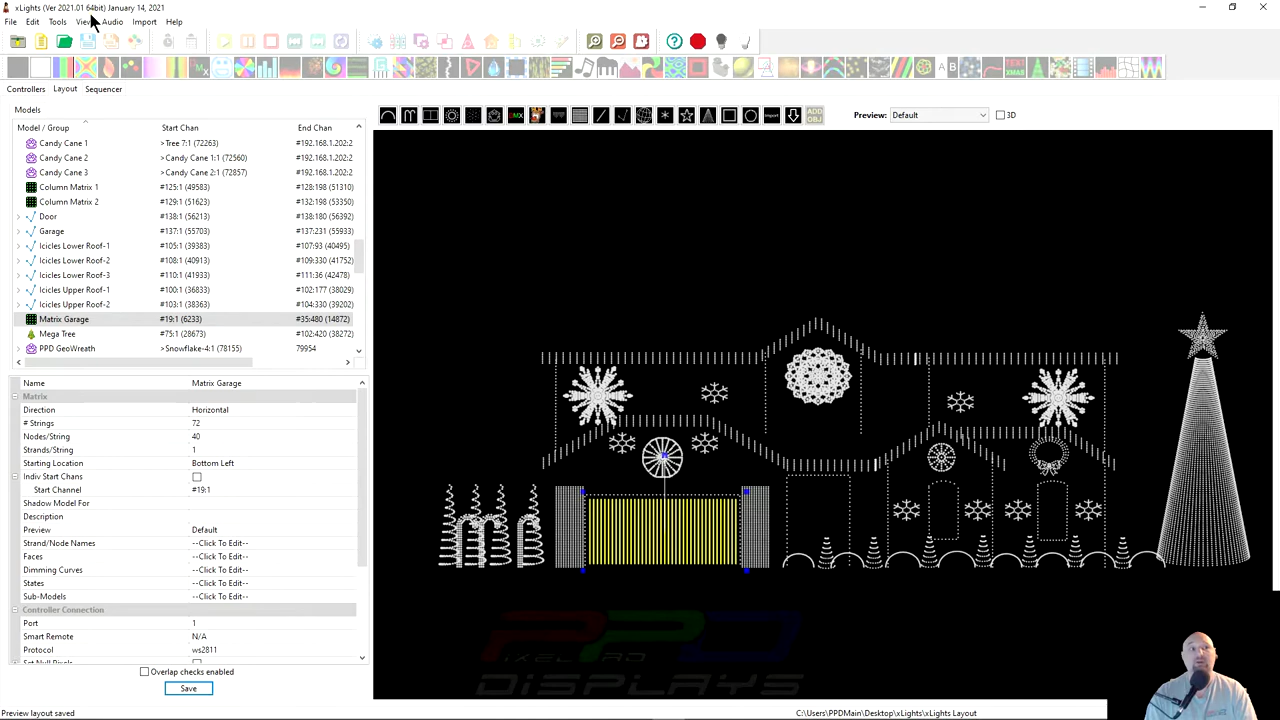 xLights (Ver 2021.01 64bit) January 14, 2021
File Edit Tools View Audio Import Help
Controllers Layout Sequencer
Models
Preview: Default 3D
Model / Group Start Chan End Chan
Candy Cane 1 >Tree 7:1 (72263) #192.168.1.202:2
Candy Cane 2 >Candy Cane 1:1 (72560) #192.168.1.202:2
Candy Cane 3 >Candy Cane 2:1 (72857) #192.168.1.202:2
Column Matrix 1 #125:1 (49583) #128:198 (51310)
Column Matrix 2 #129:1 (51623) #132:198 (53350)
Door #138:1 (56213) #138:180 (56392)
Garage #137:1 (55703) #137:231 (55933)
Icicles Lower Roof-1 #105:1 (39383) #107:93 (40495)
Icicles Lower Roof-2 #108:1 (40913) #109:330 (41752)
Icicles Lower Roof-3 #110:1 (41933) #111:36 (42478)
Icicles Upper Roof-1 #100:1 (36833) #102:177 (38029)
Icicles Upper Roof-2 #103:1 (38363) #104:330 (39202)
Matrix Garage #19:1 (6233) #35:480 (14872)
Mega Tree #75:1 (28673) #102:420 (38272)
PPD GeoWreath >Snowflake-4:1 (78155) 79954
Name Matrix Garage
Matrix
Direction Horizontal
# Strings 72
Nodes/String 40
Strands/String 1
Starting Location Bottom Left
Indiv Start Chans
Start Channel #19:1
Shadow Model For
Description
Preview Default
Strand/Node Names --Click To Edit--
Faces --Click To Edit--
Dimming Curves --Click To Edit--
States --Click To Edit--
Sub-Models --Click To Edit--
Controller Connection
Port 1
Smart Remote N/A
Protocol ws2811
Overlap checks enabled
Save
PPD
PIXEL PRO
DISPLAYS
Preview layout saved C:\Users\PPDMain\Desktop\xLights\xLights Layout